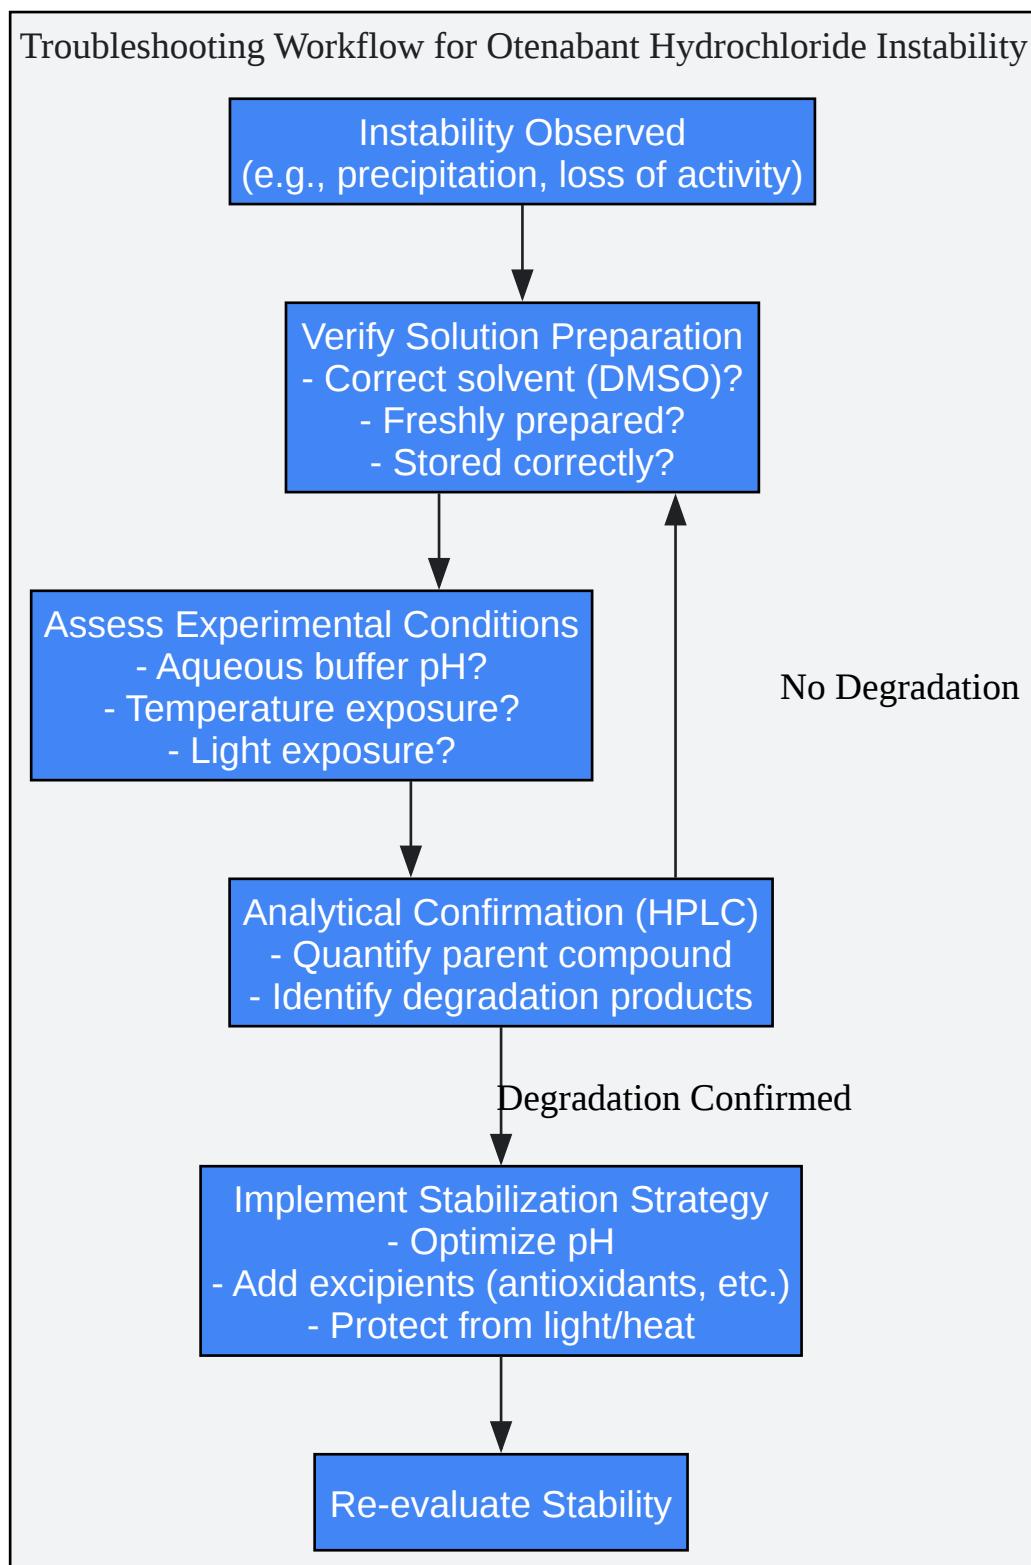 Troubleshooting Workflow for Otenabant Hydrochloride Instability
Instability Observed
(e.g., precipitation, loss of activity)
Verify Solution Preparation
- Correct solvent (DMSO)?
- Freshly prepared?
- Stored correctly?
Assess Experimental Conditions
- Aqueous buffer pH?
- Temperature exposure?
- Light exposure?
No Degradation
Analytical Confirmation (HPLC)
- Quantify parent compound
- Identify degradation products
Degradation Confirmed
Implement Stabilization Strategy
- Optimize pH
- Add excipients (antioxidants, etc.)
- Protect from light/heat
Re-evaluate Stability